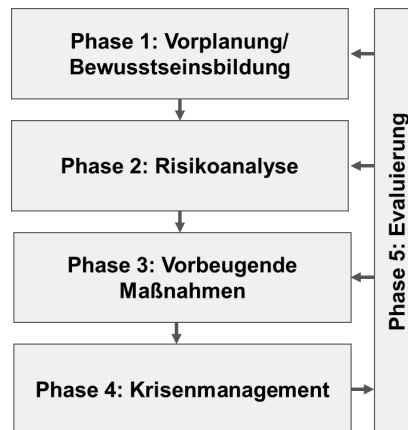 Phase 1: Vorplanung/
Bewusstseinsbildung
Phase 2: Risikoanalyse
Phase 3: Vorbeugende
Maßnahmen
Phase 4: Krisenmanagement
Phase 5: Evaluierung